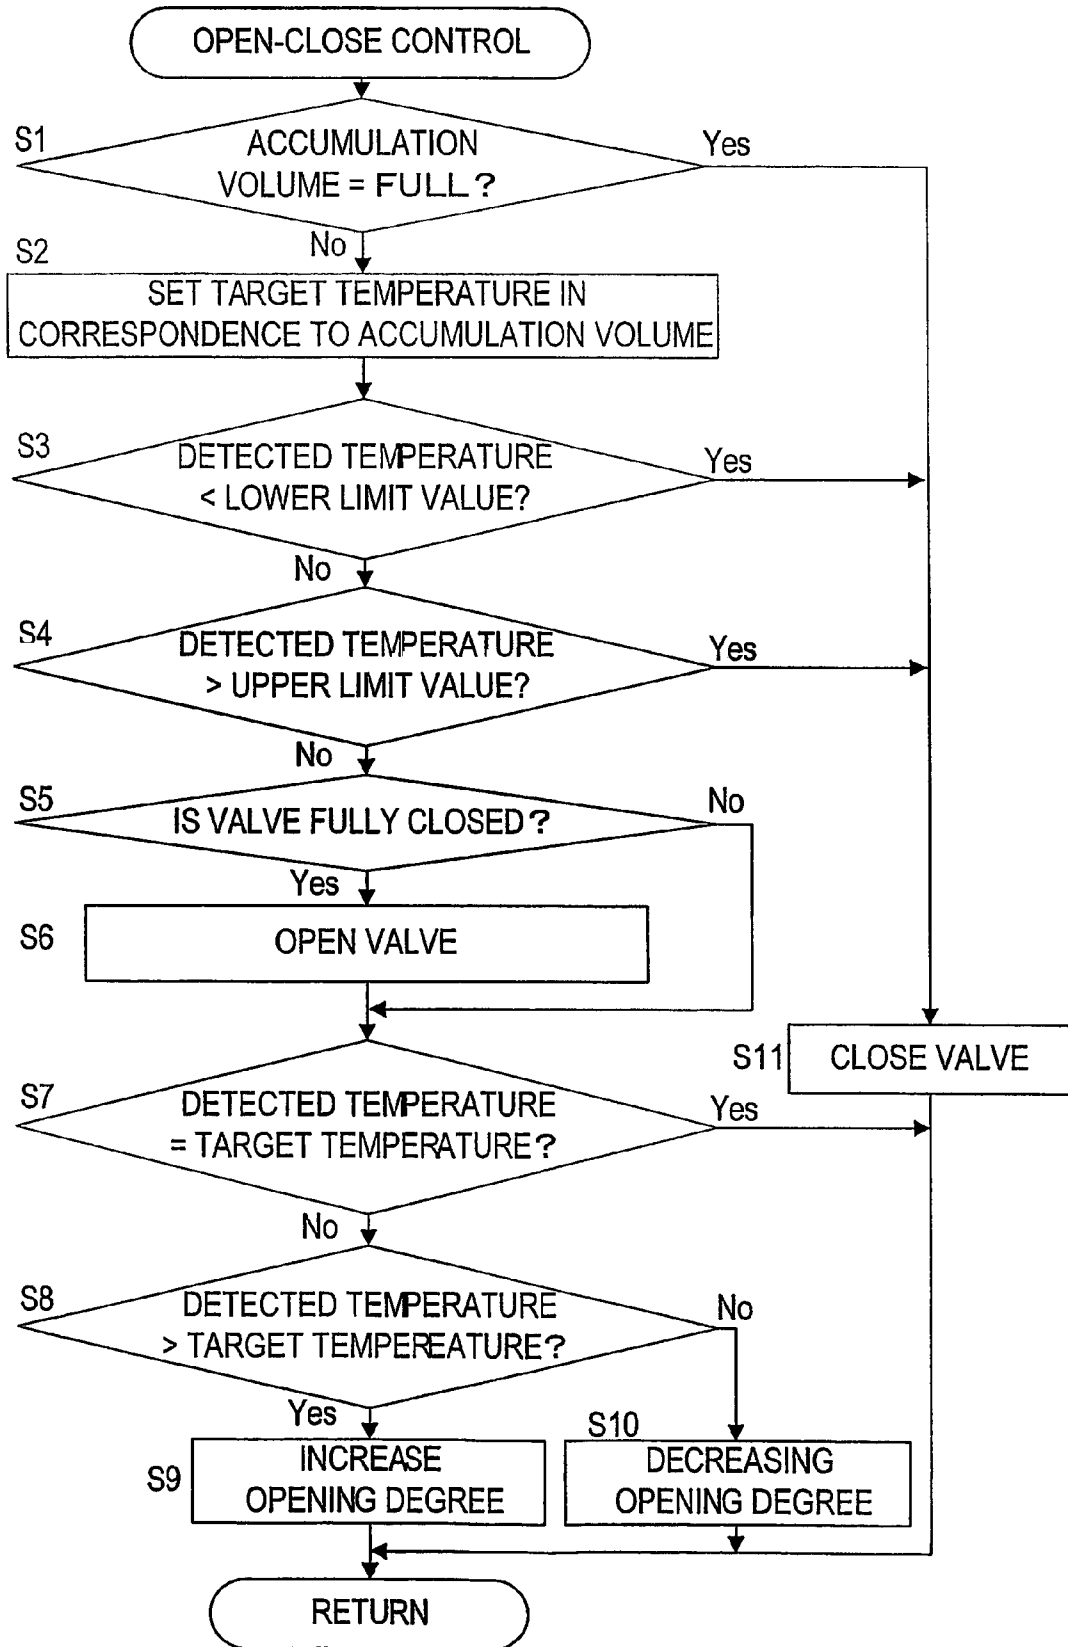 OPEN-CLOSE CONTROL
S1
ACCUMULATION
VOLUME = FULL ?
Yes
No
S2
SET TARGET TEMPERATURE IN
CORRESPONDENCE TO ACCUMULATION VOLUME
S3
DETECTED TEMPERATURE
< LOWER LIMIT VALUE?
Yes
No
S4
DETECTED TEMPERATURE
> UPPER LIMIT VALUE?
Yes
No
S5
IS VALVE FULLY CLOSED ?
No
Yes
S6
OPEN VALVE
S11
CLOSE VALVE
S7
DETECTED TEMPERATURE
= TARGET TEMPERATURE ?
Yes
No
S8
DETECTED TEMPERATURE
> TARGET TEMPEREATURE ?
No
Yes
S9
INCREASE
OPENING DEGREE
S10
DECREASING
OPENING DEGREE
RETURN